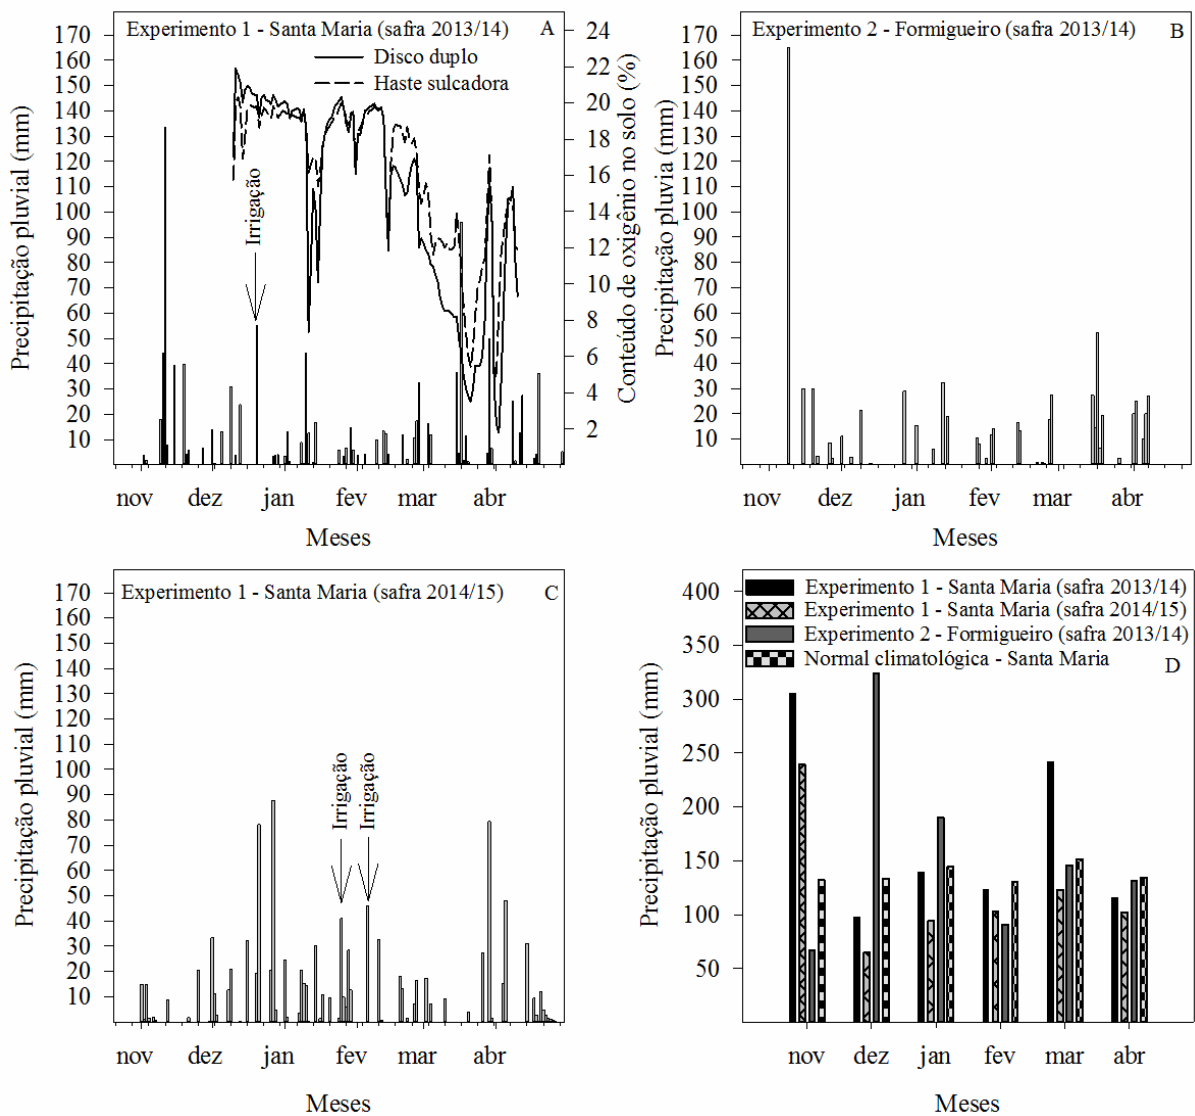 Experimento 1 - Santa Maria (safra 2013/14) A
Disco duplo
Haste sulcadora
Precipitação pluvial (mm)
170
160
150
140
130
120
110
100
90
80
70
60
50
40
30
20
10
Irrigação
24
22
20
18
16
14
12
10
8
6
4
2
Conteúdo de oxigênio no solo (%)
nov dez jan fev mar abr
Meses
Experimento 2 - Formigueiro (safra 2013/14) B
Precipitação pluvia (mm)
170
160
150
140
130
120
110
100
90
80
70
60
50
40
30
20
10
nov dez jan fev mar abr
Meses
Experimento 1 - Santa Maria (safra 2014/15) C
Precipitação pluvial (mm)
170
160
150
140
130
120
110
100
90
80
70
60
50
40
30
20
10
Irrigação
Irrigação
nov dez jan fev mar abr
Meses
Experimento 1 - Santa Maria (safra 2013/14)
Experimento 1 - Santa Maria (safra 2014/15)
Experimento 2 - Formigueiro (safra 2013/14)
Normal climatológica - Santa Maria D
Precipitação pluvial (mm)
400
350
300
250
200
150
100
50
nov dez jan fev mar abr
Meses